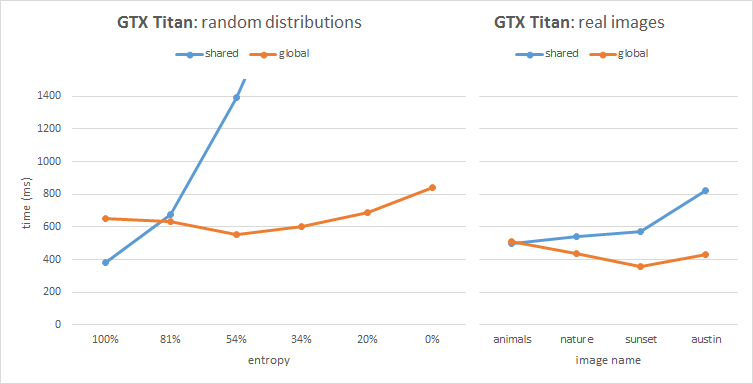 GTX Titan: random distributions
shared global
time (ms)
1400
1200
1000
800
600
400
200
0
100% 81% 54% 34% 20% 0%
entropy
GTX Titan: real images
shared global
animals nature sunset austin
image name